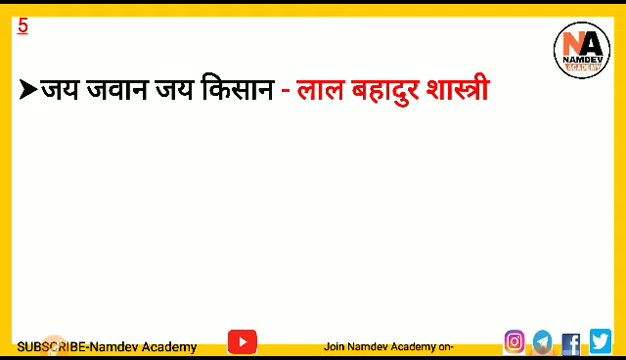 5
NA
NAMDEV
ACADEMY
➤जय जवान जय किसान - लाल बहादुर शास्त्री
SUBSCRIBE-Namdev Academy
Join Namdev Academy on-